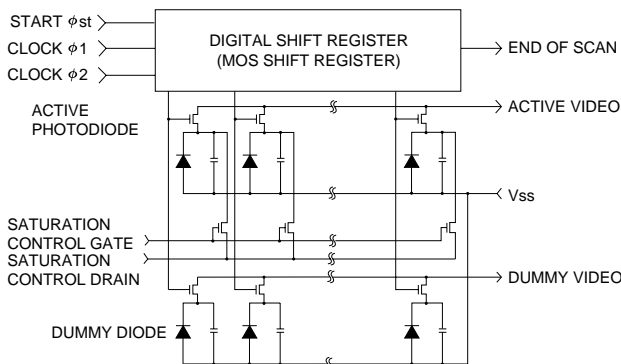 START ϕst
CLOCK ϕ1
CLOCK ϕ2
DIGITAL SHIFT REGISTER
(MOS SHIFT REGISTER)
END OF SCAN
ACTIVE
PHOTODIODE
ACTIVE VIDEO
Vss
SATURATION
CONTROL GATE
SATURATION
CONTROL DRAIN
DUMMY VIDEO
DUMMY DIODE